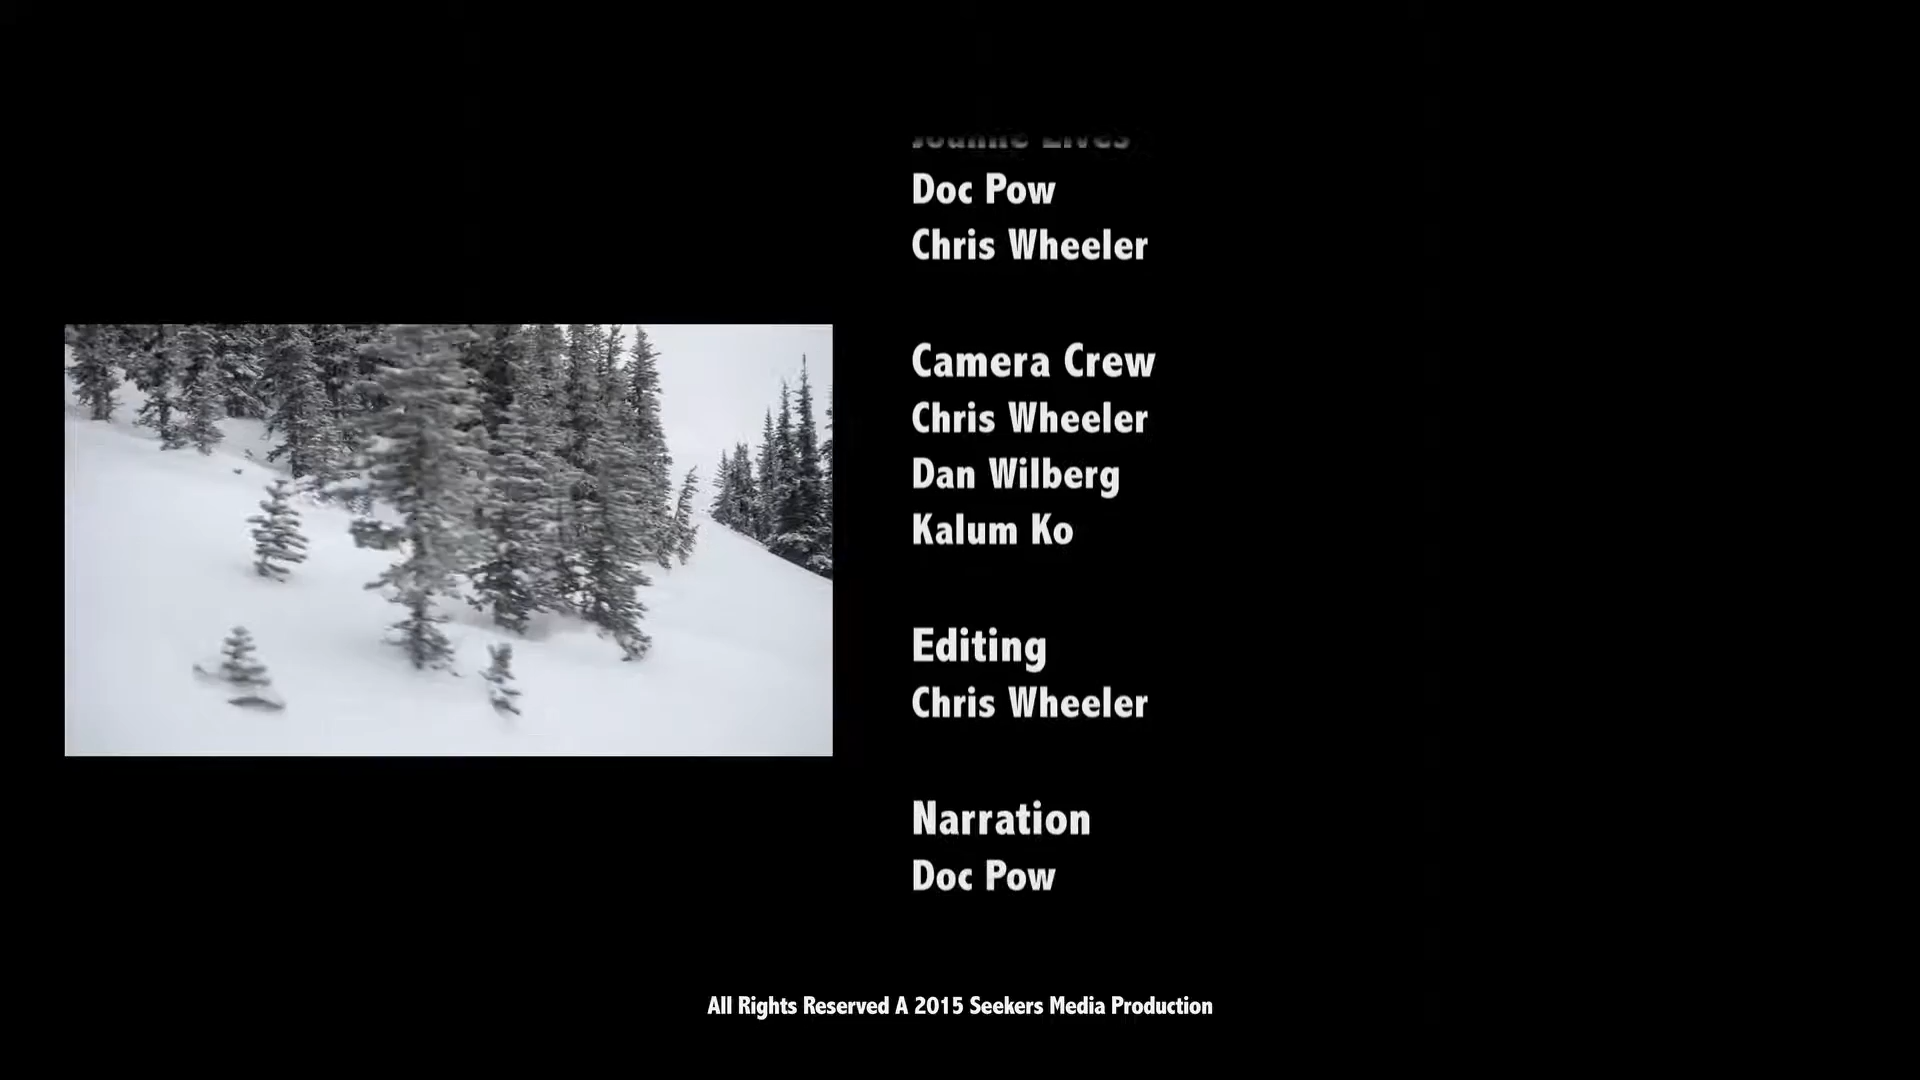 Doc Pow
Chris Wheeler
Camera Crew
Chris Wheeler
Dan Wilberg
Kalum Ko
Editing
Chris Wheeler
Narration
Doc Pow
All Rights Reserved A 2015 Seekers Media Production